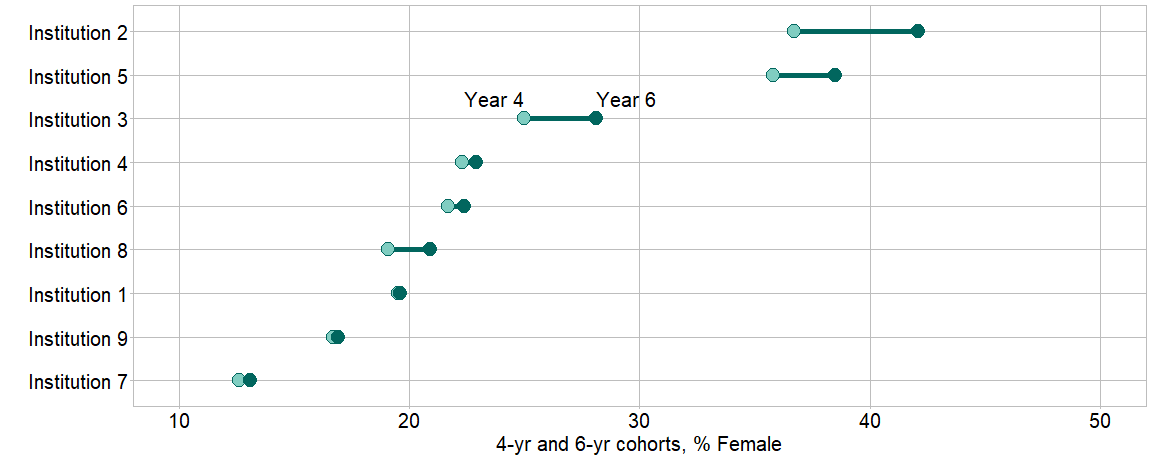 Institution 2
Institution 5
Year 4 Year 6
Institution 3
Institution 4
Institution 6
Institution 8
Institution 1
Institution 9
Institution 7
10 20 30 40 50
4-yr and 6-yr cohorts, % Female